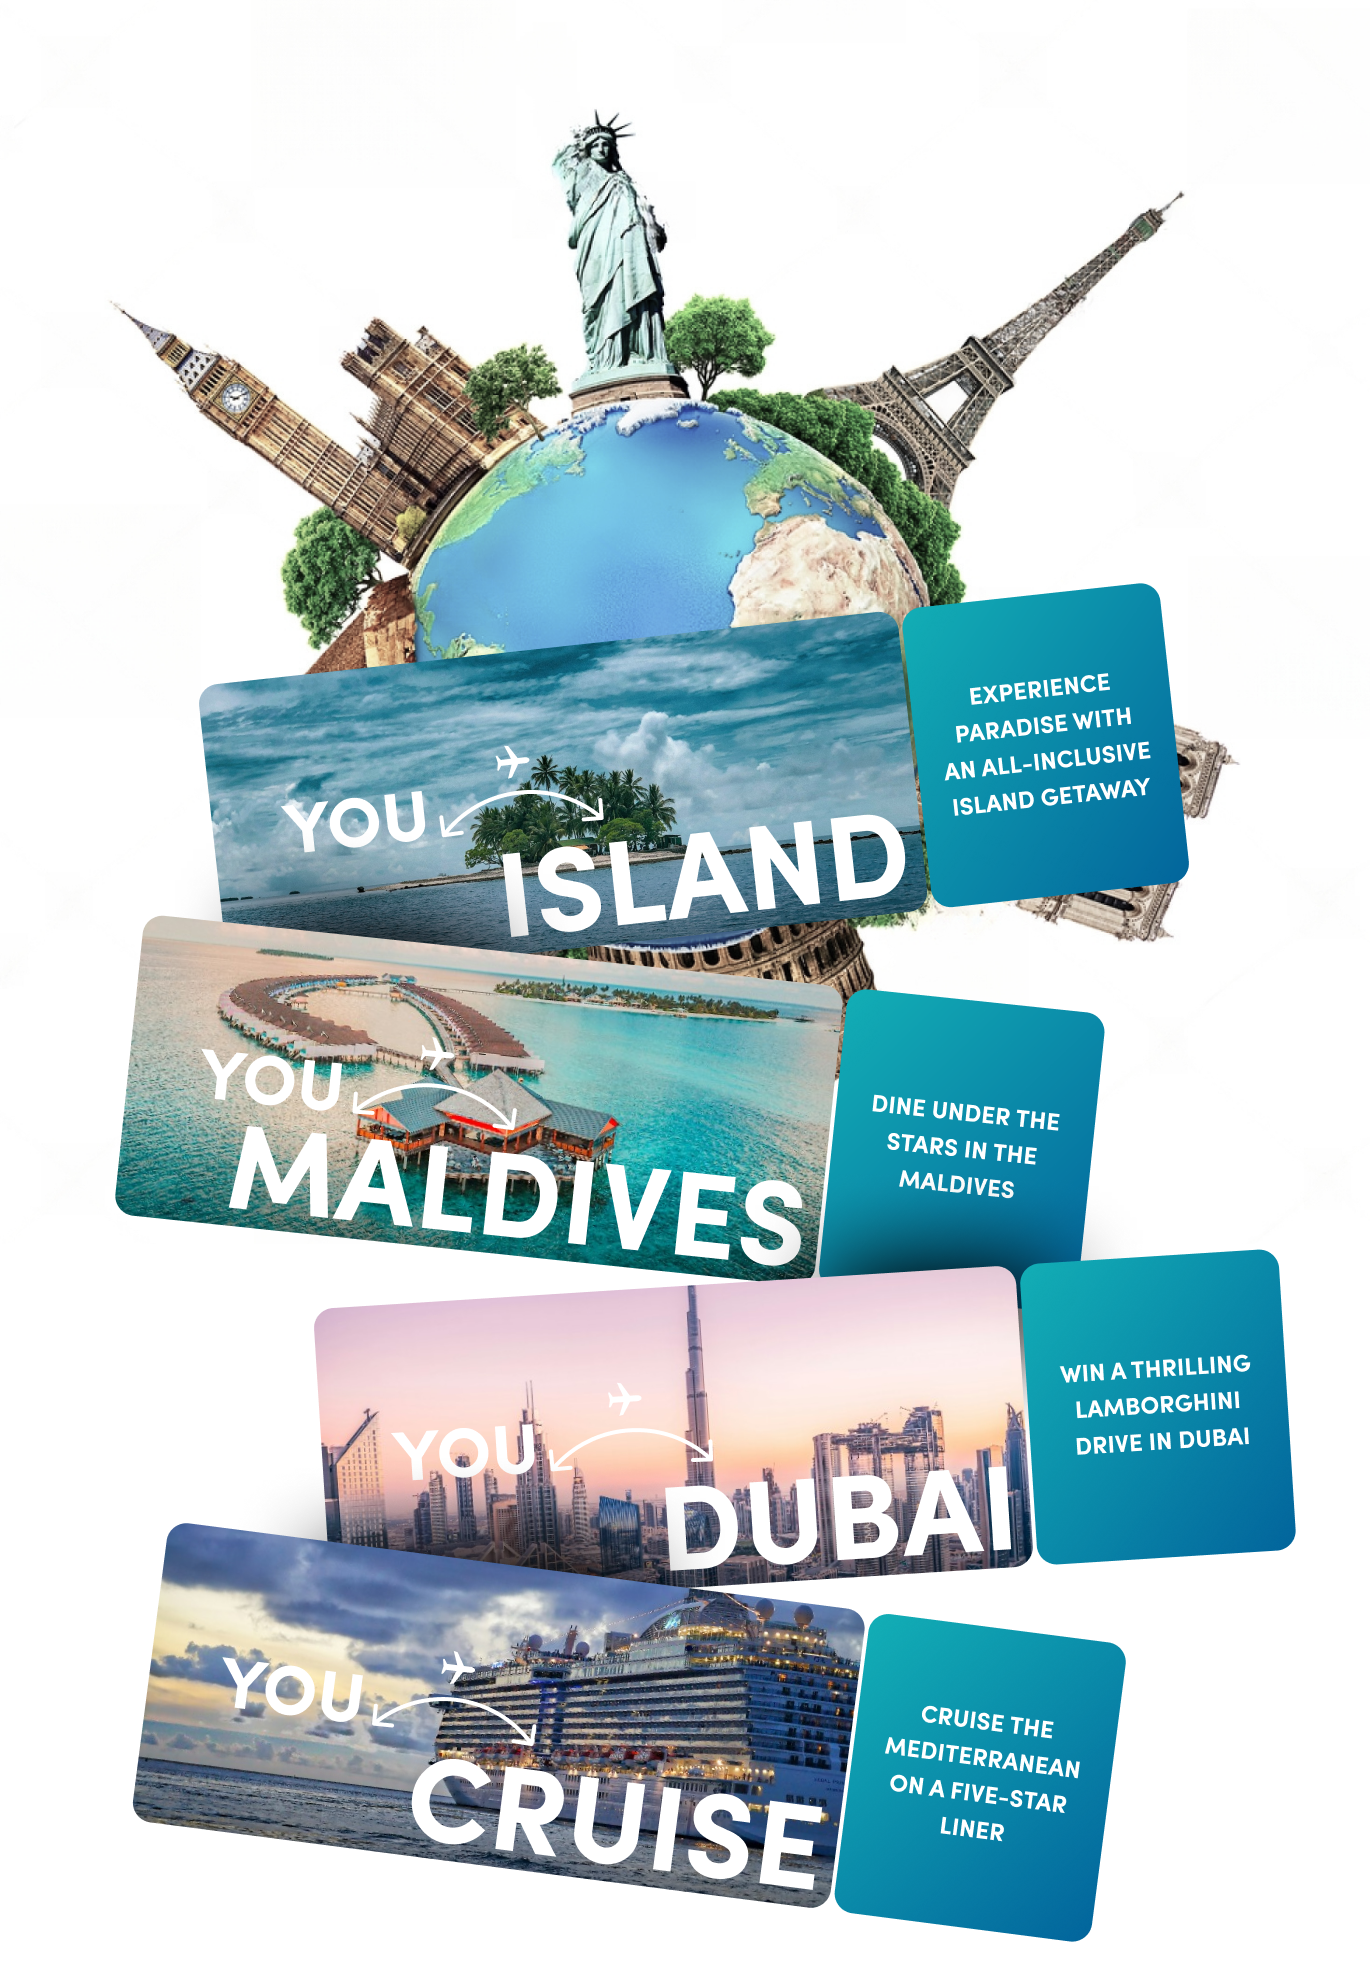 YOU
ISLAND
EXPERIENCE
PARADISE WITH
AN ALL-INCLUSIVE
ISLAND GETAWAY
YOU
MALDIVES
DINE UNDER THE
STARS IN THE
MALDIVES
YOU
DUBAI
WIN A THRILLING
LAMBORGHINI
DRIVE IN DUBAI
YOU
CRUISE
CRUISE THE
MEDITERRANEAN
ON A FIVE-STAR
LINER